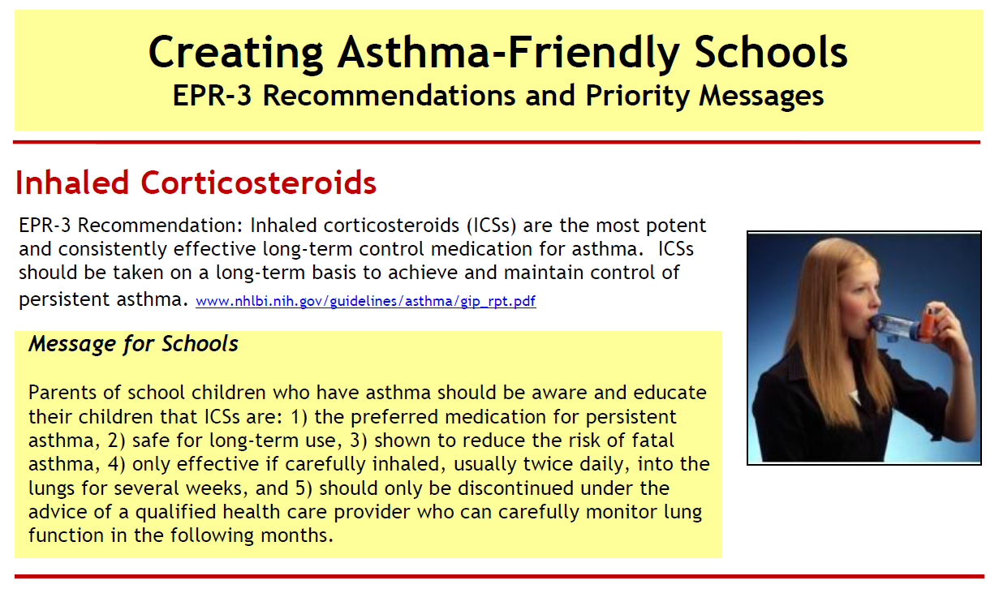 Creating Asthma-Friendly Schools
EPR-3 Recommendations and Priority Messages
Inhaled Corticosteroids
EPR-3 Recommendation: Inhaled corticosteroids (ICSs) are the most potent
and consistently effective long-term control medication for asthma.  ICSs
should be taken on a long-term basis to achieve and maintain control of
persistent asthma. www.nhlbi.nih.gov/guidelines/asthma/gip_rpt.pdf
Message for Schools
Parents of school children who have asthma should be aware and educate
their children that ICSs are: 1) the preferred medication for persistent
asthma, 2) safe for long-term use, 3) shown to reduce the risk of fatal
asthma, 4) only effective if carefully inhaled, usually twice daily, into the
lungs for several weeks, and 5) should only be discontinued under the
advice of a qualified health care provider who can carefully monitor lung
function in the following months.